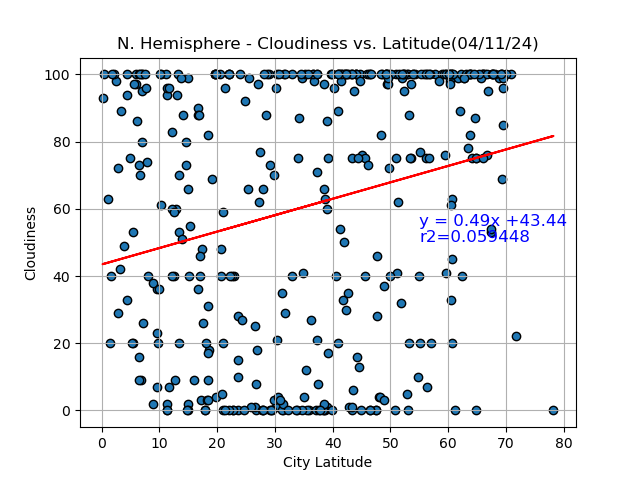 N. Hemisphere - Cloudiness vs. Latitude(04/11/24)
100
80
60
40
20
0
Cloudiness
y = 0.49x +43.44
r2=0.059448
0 10 20 30 40 50 60 70 80
City Latitude